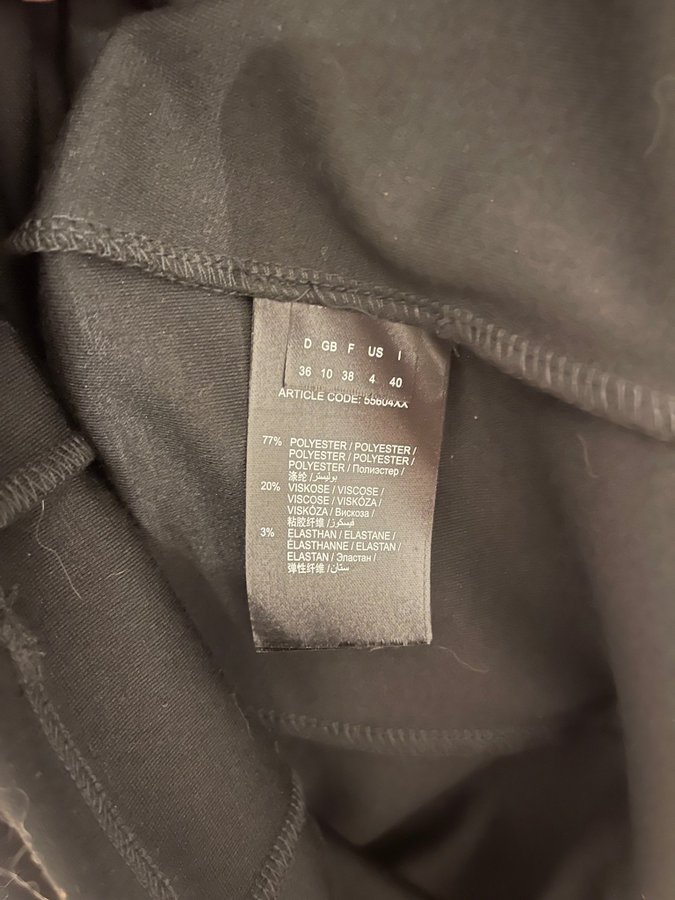 D GB F US I
36 10 38 4 40
ARTICLE CODE: 55604XX
77% POLYESTER / POLYESTER /
POLYESTER / POLYESTER /
POLYESTER / Полиэстер /
涤纶 / بوليستر
20% VISKOSE / VISCOSE /
VISCOSE / VISKÓZA /
VISKÓZA / Вискоза /
粘胶纤维 / فيسكوز
3% ELASTHAN / ELASTANE /
ÉLASTHANNE / ELASTAN /
ELASTAN / Эластан /
弹性纤维 / ستان